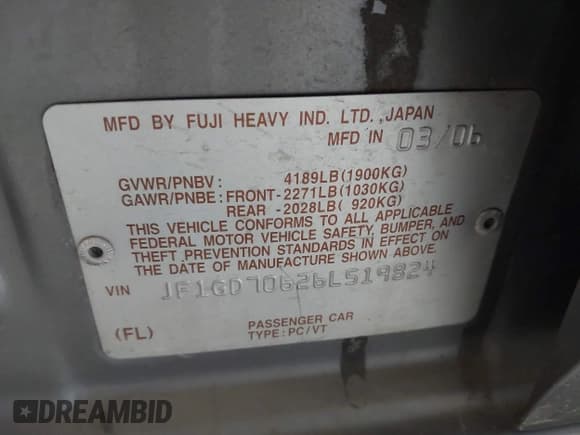 MFD BY FUJI HEAVY IND. LTD.,JAPAN
MFD IN 03/06
GVWR/PNBV: 4189LB(1900KG)
GAWR/PNBE: FRONT-2271LB(1030KG)
REAR -2028LB( 920KG)
THIS VEHICLE CONFORMS TO ALL APPLICABLE
FEDERAL MOTOR VEHICLE SAFETY, BUMPER, AND
THEFT PREVENTION STANDARDS IN EFFECT ON
THE DATE OF MANUFACTURE SHOWN ABOVE.
VIN JF1GD70626L519824
(FL) PASSENGER CAR
TYPE:PC/VT
DREAMBID